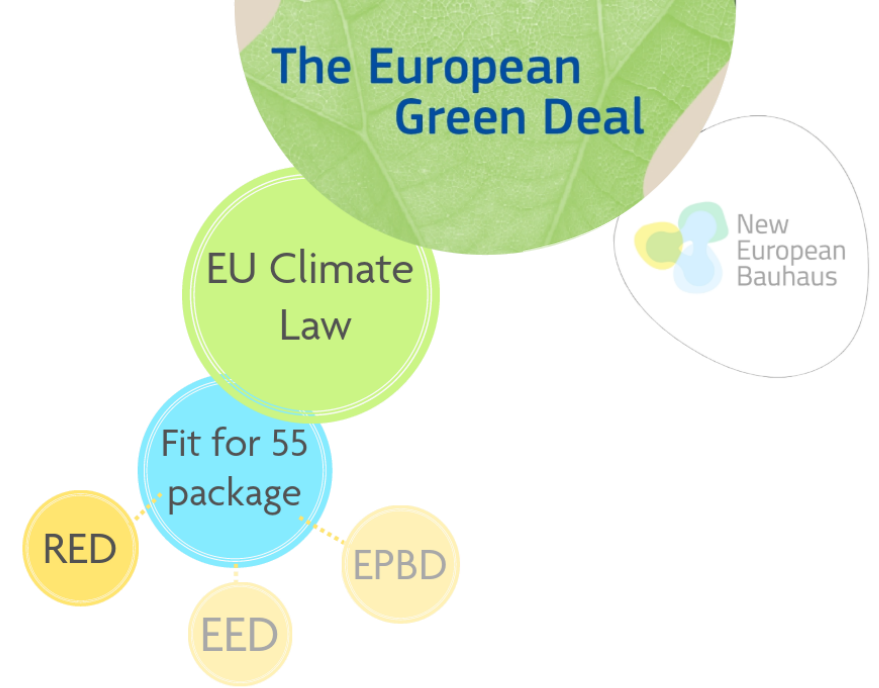 The European
Green Deal
New
European
Bauhaus
EU Climate
Law
Fit for 55
package
RED
EPBD
EED